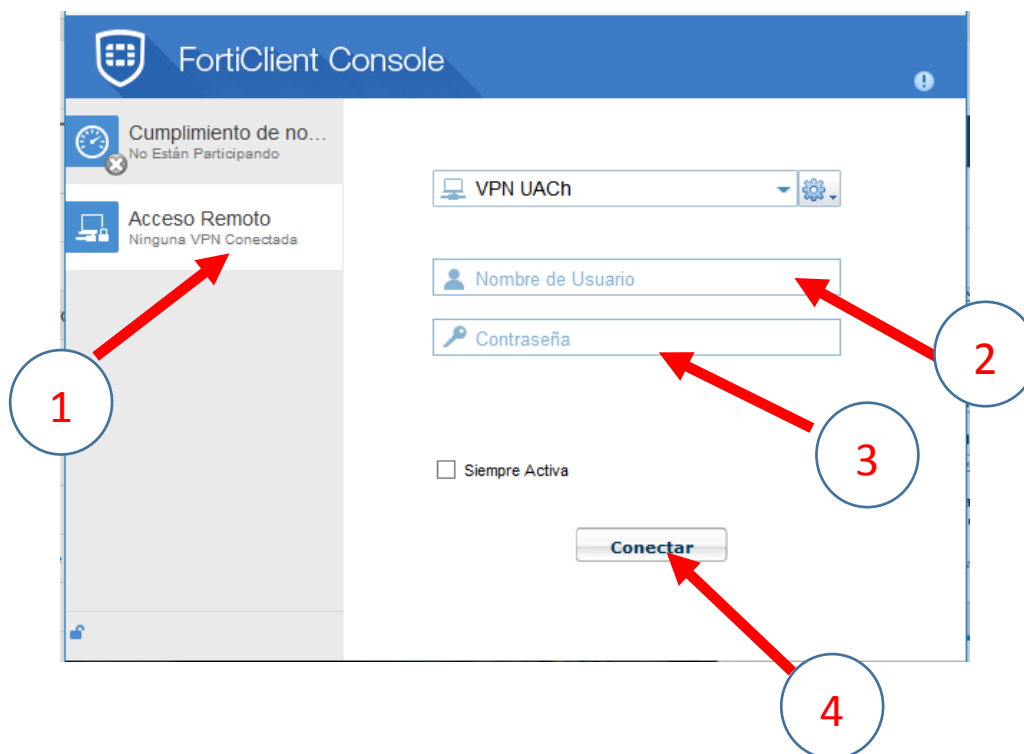 FortiClient Console
Cumplimiento de no...
No Están Participando
Acceso Remoto
Ninguna VPN Conectada
VPN UACh
Nombre de Usuario
Contraseña
Siempre Activa
Conectar
1
2
3
4